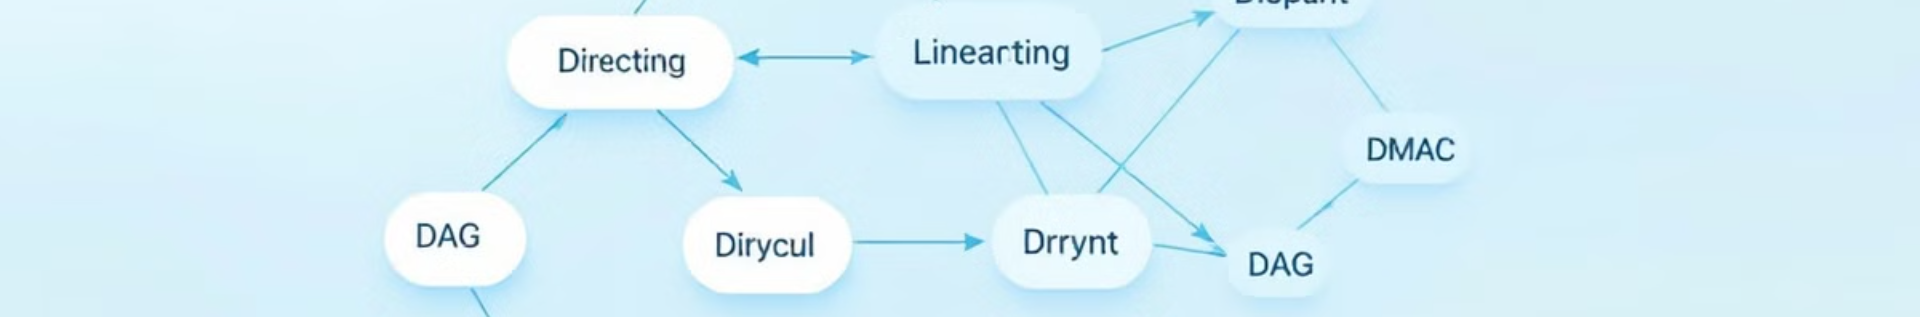 Directing
Linearting
DMAC
DAG
Dirycul
Drrynt
DAG